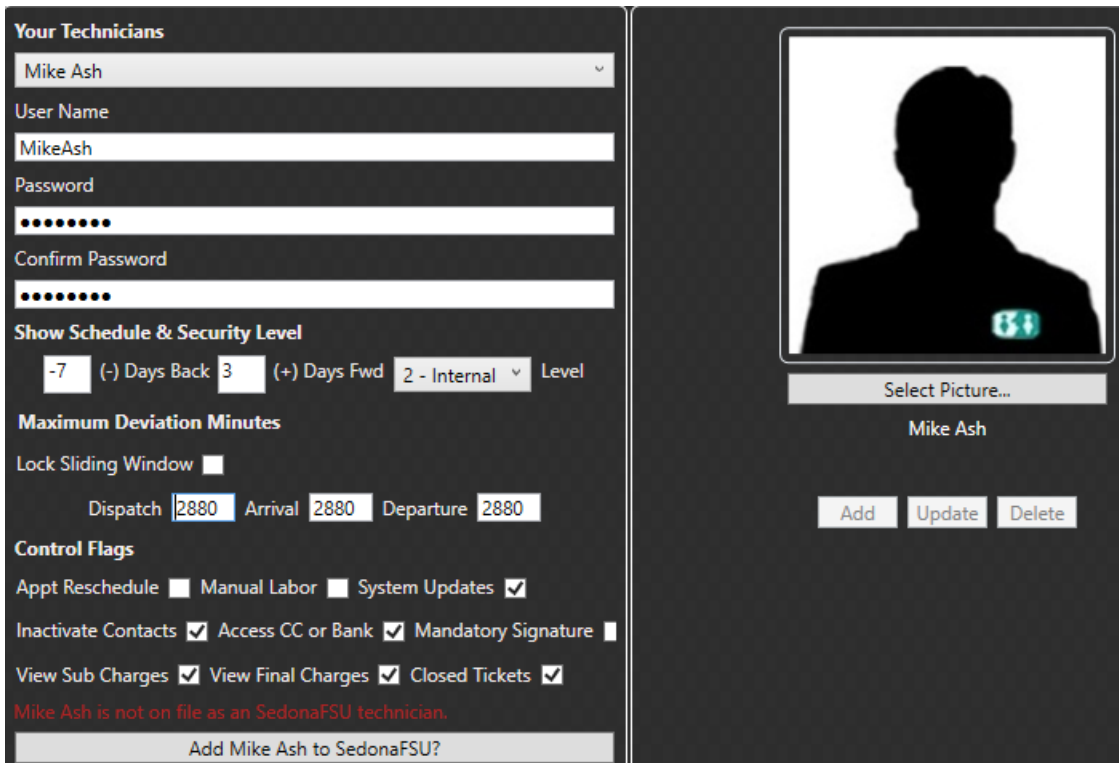 Your Technicians
Mike Ash
User Name
MikeAsh
Password
••••••••
Confirm Password
••••••••
Show Schedule & Security Level
-7 (-) Days Back 3 (+) Days Fwd 2 - Internal Level
Maximum Deviation Minutes
Lock Sliding Window
Dispatch 2880 Arrival 2880 Departure 2880
Control Flags
Appt Reschedule Manual Labor System Updates
Inactivate Contacts Access CC or Bank Mandatory Signature
View Sub Charges View Final Charges Closed Tickets
Mike Ash is not on file as an SedonaFSU technician.
Add Mike Ash to SedonaFSU?
Select Picture...
Mike Ash
Add Update Delete